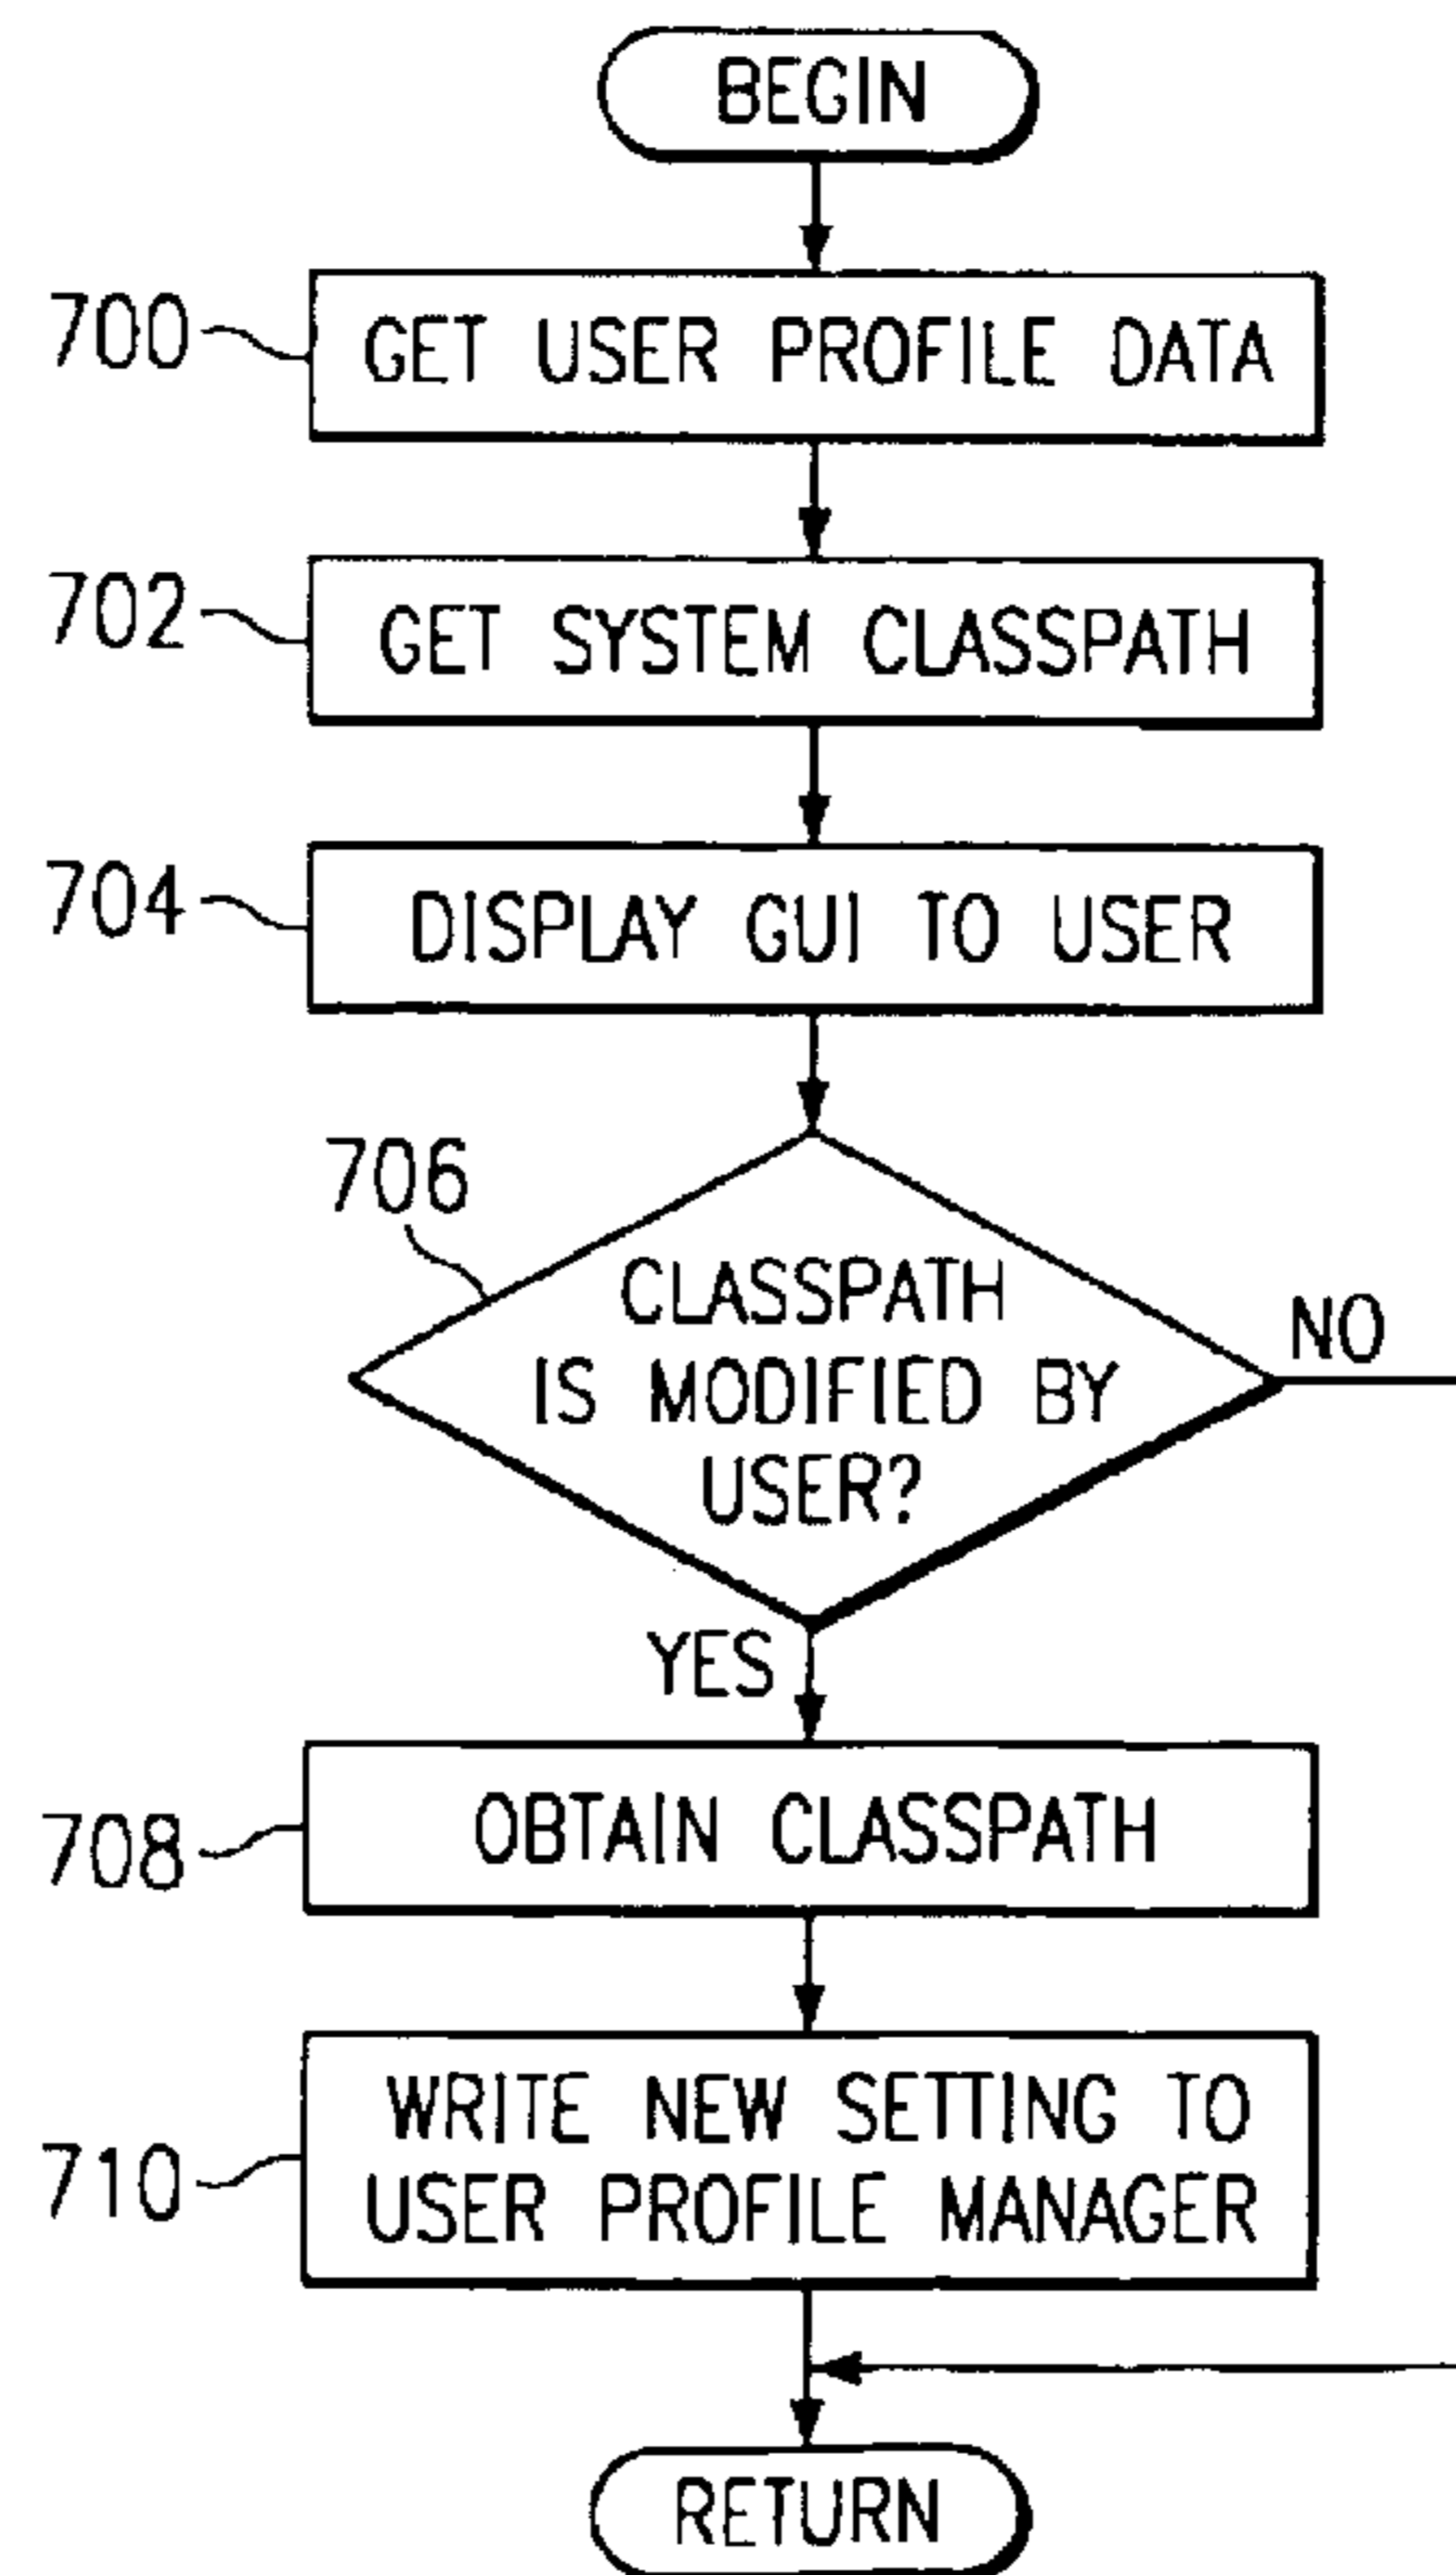 BEGIN
700
GET USER PROFILE DATA
702
GET SYSTEM CLASSPATH
704
DISPLAY GUI TO USER
706
CLASSPATH
IS MODIFIED BY
USER?
NO
YES
708
OBTAIN CLASSPATH
710
WRITE NEW SETTING TO
USER PROFILE MANAGER
RETURN